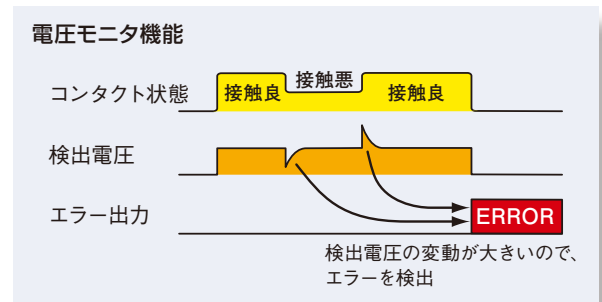 電圧モニタ機能
コンタクト状態
接触良
接触悪
接触良
検出電圧
エラー出力
ERROR
検出電圧の変動が大きいので、
エラーを検出